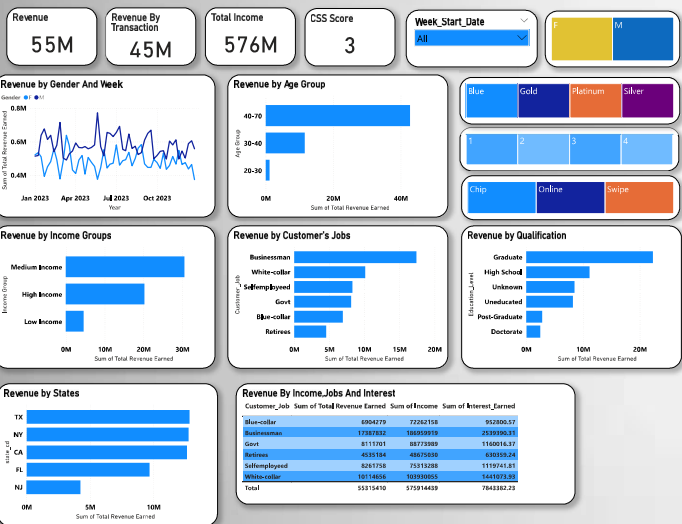 Revenue
55M
Revenue By
Transaction
45M
Total Income
576M
CSS Score
3
Week_Start_Date
All
F
M
Revenue by Gender And Week
Gender F M
0.8M
0.6M
0.4M
Sum of Total Revenue Earned
Jan 2023 Apr 2023 Jul 2023 Oct 2023
Year
Revenue by Age Group
Age Group
40-70
30-40
20-30
0M 20M 40M
Sum of Total Revenue Earned
Blue Gold Platinum Silver
1 2 3 4
Chip Online Swipe
Revenue by Income Groups
Income Group
Medium Income
High Income
Low Income
0M 10M 20M 30M
Sum of Total Revenue Earned
Revenue by Customer's Jobs
Customer_Job
Businessman
White-collar
Selfemployeed
Govt
Blue-collar
Retirees
0M 5M 10M 15M 20M
Sum of Total Revenue Earned
Revenue by Qualification
Education_Level
Graduate
High School
Unknown
Uneducated
Post-Graduate
Doctorate
0M 10M 20M
Sum of Total Revenue Earned
Revenue by States
state_cd
TX
NY
CA
FL
NJ
0M 5M 10M
Sum of Total Revenue Earned
Revenue By Income,Jobs And Interest
Customer_Job Sum of Total Revenue Earned Sum of Income Sum of Interest_Earned
Blue-collar 6904279 72262158 952800.57
Businessman 17387832 186959919 2539390.31
Govt 8111701 88773989 1160016.37
Retirees 4535184 48675038 630359.24
Selfemployeed 8261758 75313288 1119741.81
White-collar 10114656 103930055 1441073.93
Total 55315410 575914439 7843382.23